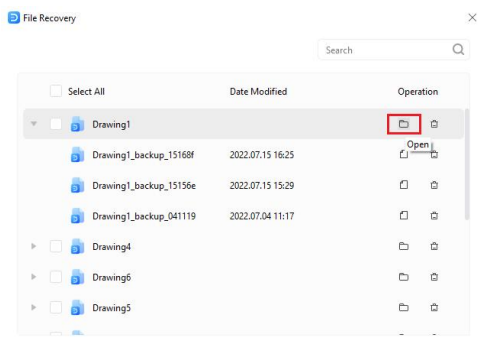 File Recovery
Search
Select All Date Modified Operation
Drawing1
Open
Drawing1_backup_15168f 2022.07.15 16:25
Drawing1_backup_15156e 2022.07.15 15:29
Drawing1_backup_041119 2022.07.04 11:17
Drawing4
Drawing6
Drawing5